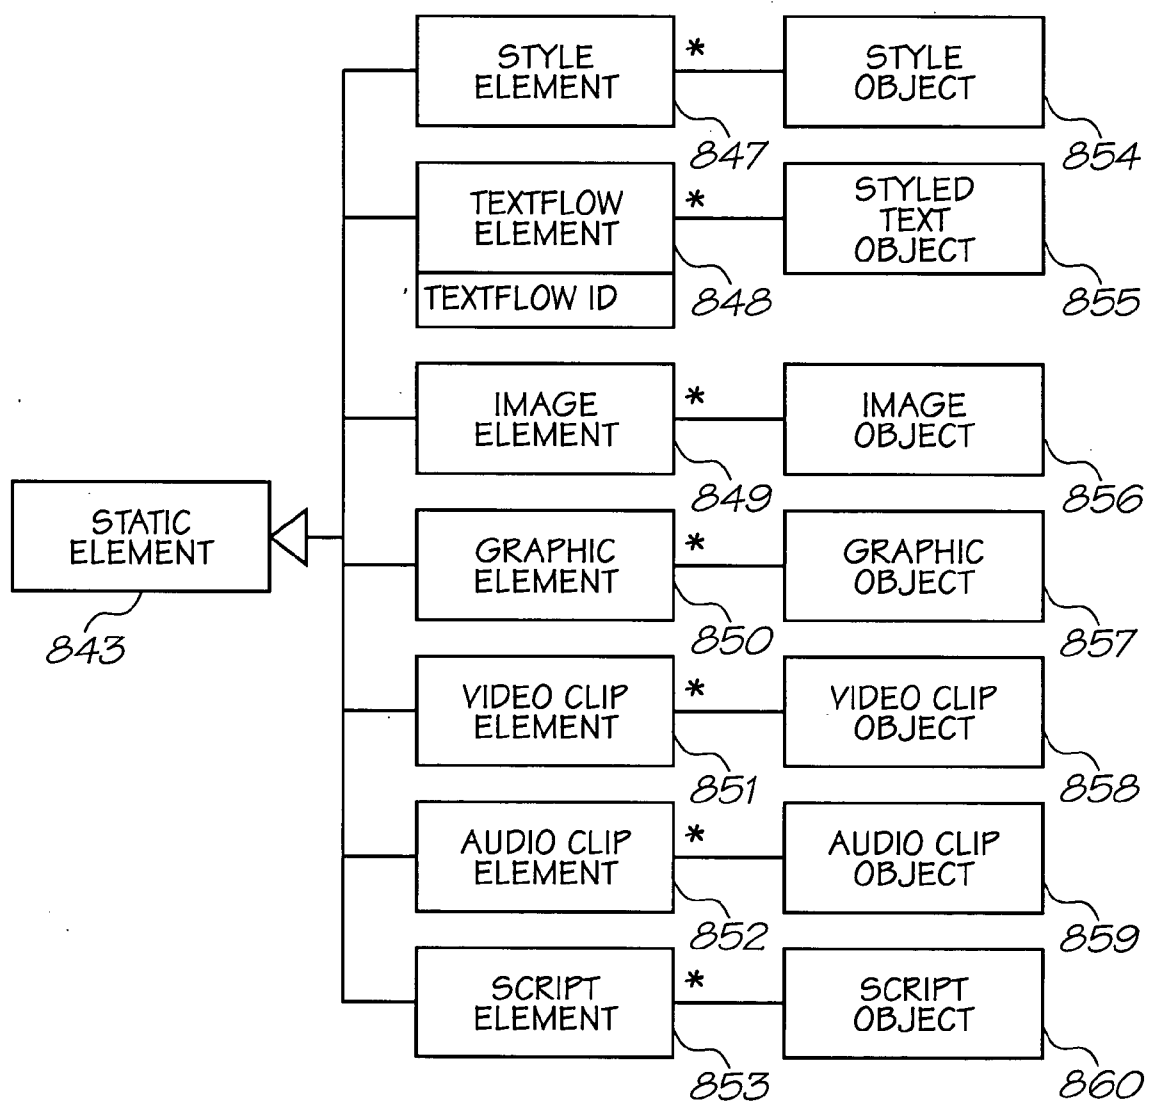 STYLE
ELEMENT
*
STYLE
OBJECT
847
854
TEXTFLOW
ELEMENT
*
STYLED
TEXT
OBJECT
TEXTFLOW ID
848
855
IMAGE
ELEMENT
*
IMAGE
OBJECT
849
856
STATIC
ELEMENT
843
GRAPHIC
ELEMENT
*
GRAPHIC
OBJECT
850
857
VIDEO CLIP
ELEMENT
*
VIDEO CLIP
OBJECT
851
858
AUDIO CLIP
ELEMENT
*
AUDIO CLIP
OBJECT
852
859
SCRIPT
ELEMENT
*
SCRIPT
OBJECT
853
860